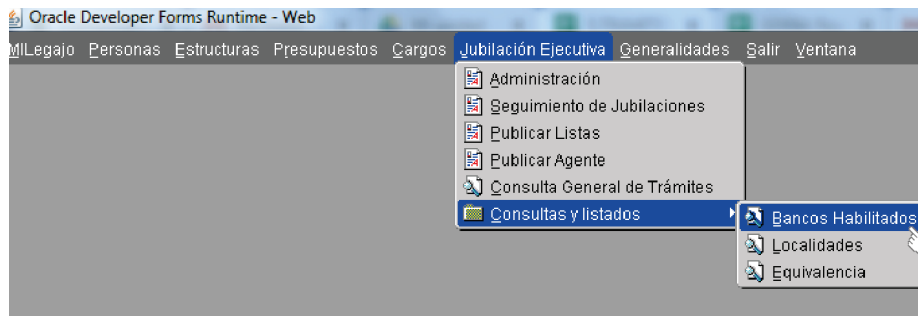 Oracle Developer Forms Runtime - Web
MiLegajo Personas Estructuras Presupuestos Cargos Jubilación Ejecutiva Generalidades Salir Ventana
Administración
Seguimiento de Jubilaciones
Publicar Listas
Publicar Agente
Consulta General de Trámites
Consultas y listados
Bancos Habilitados
Localidades
Equivalencia